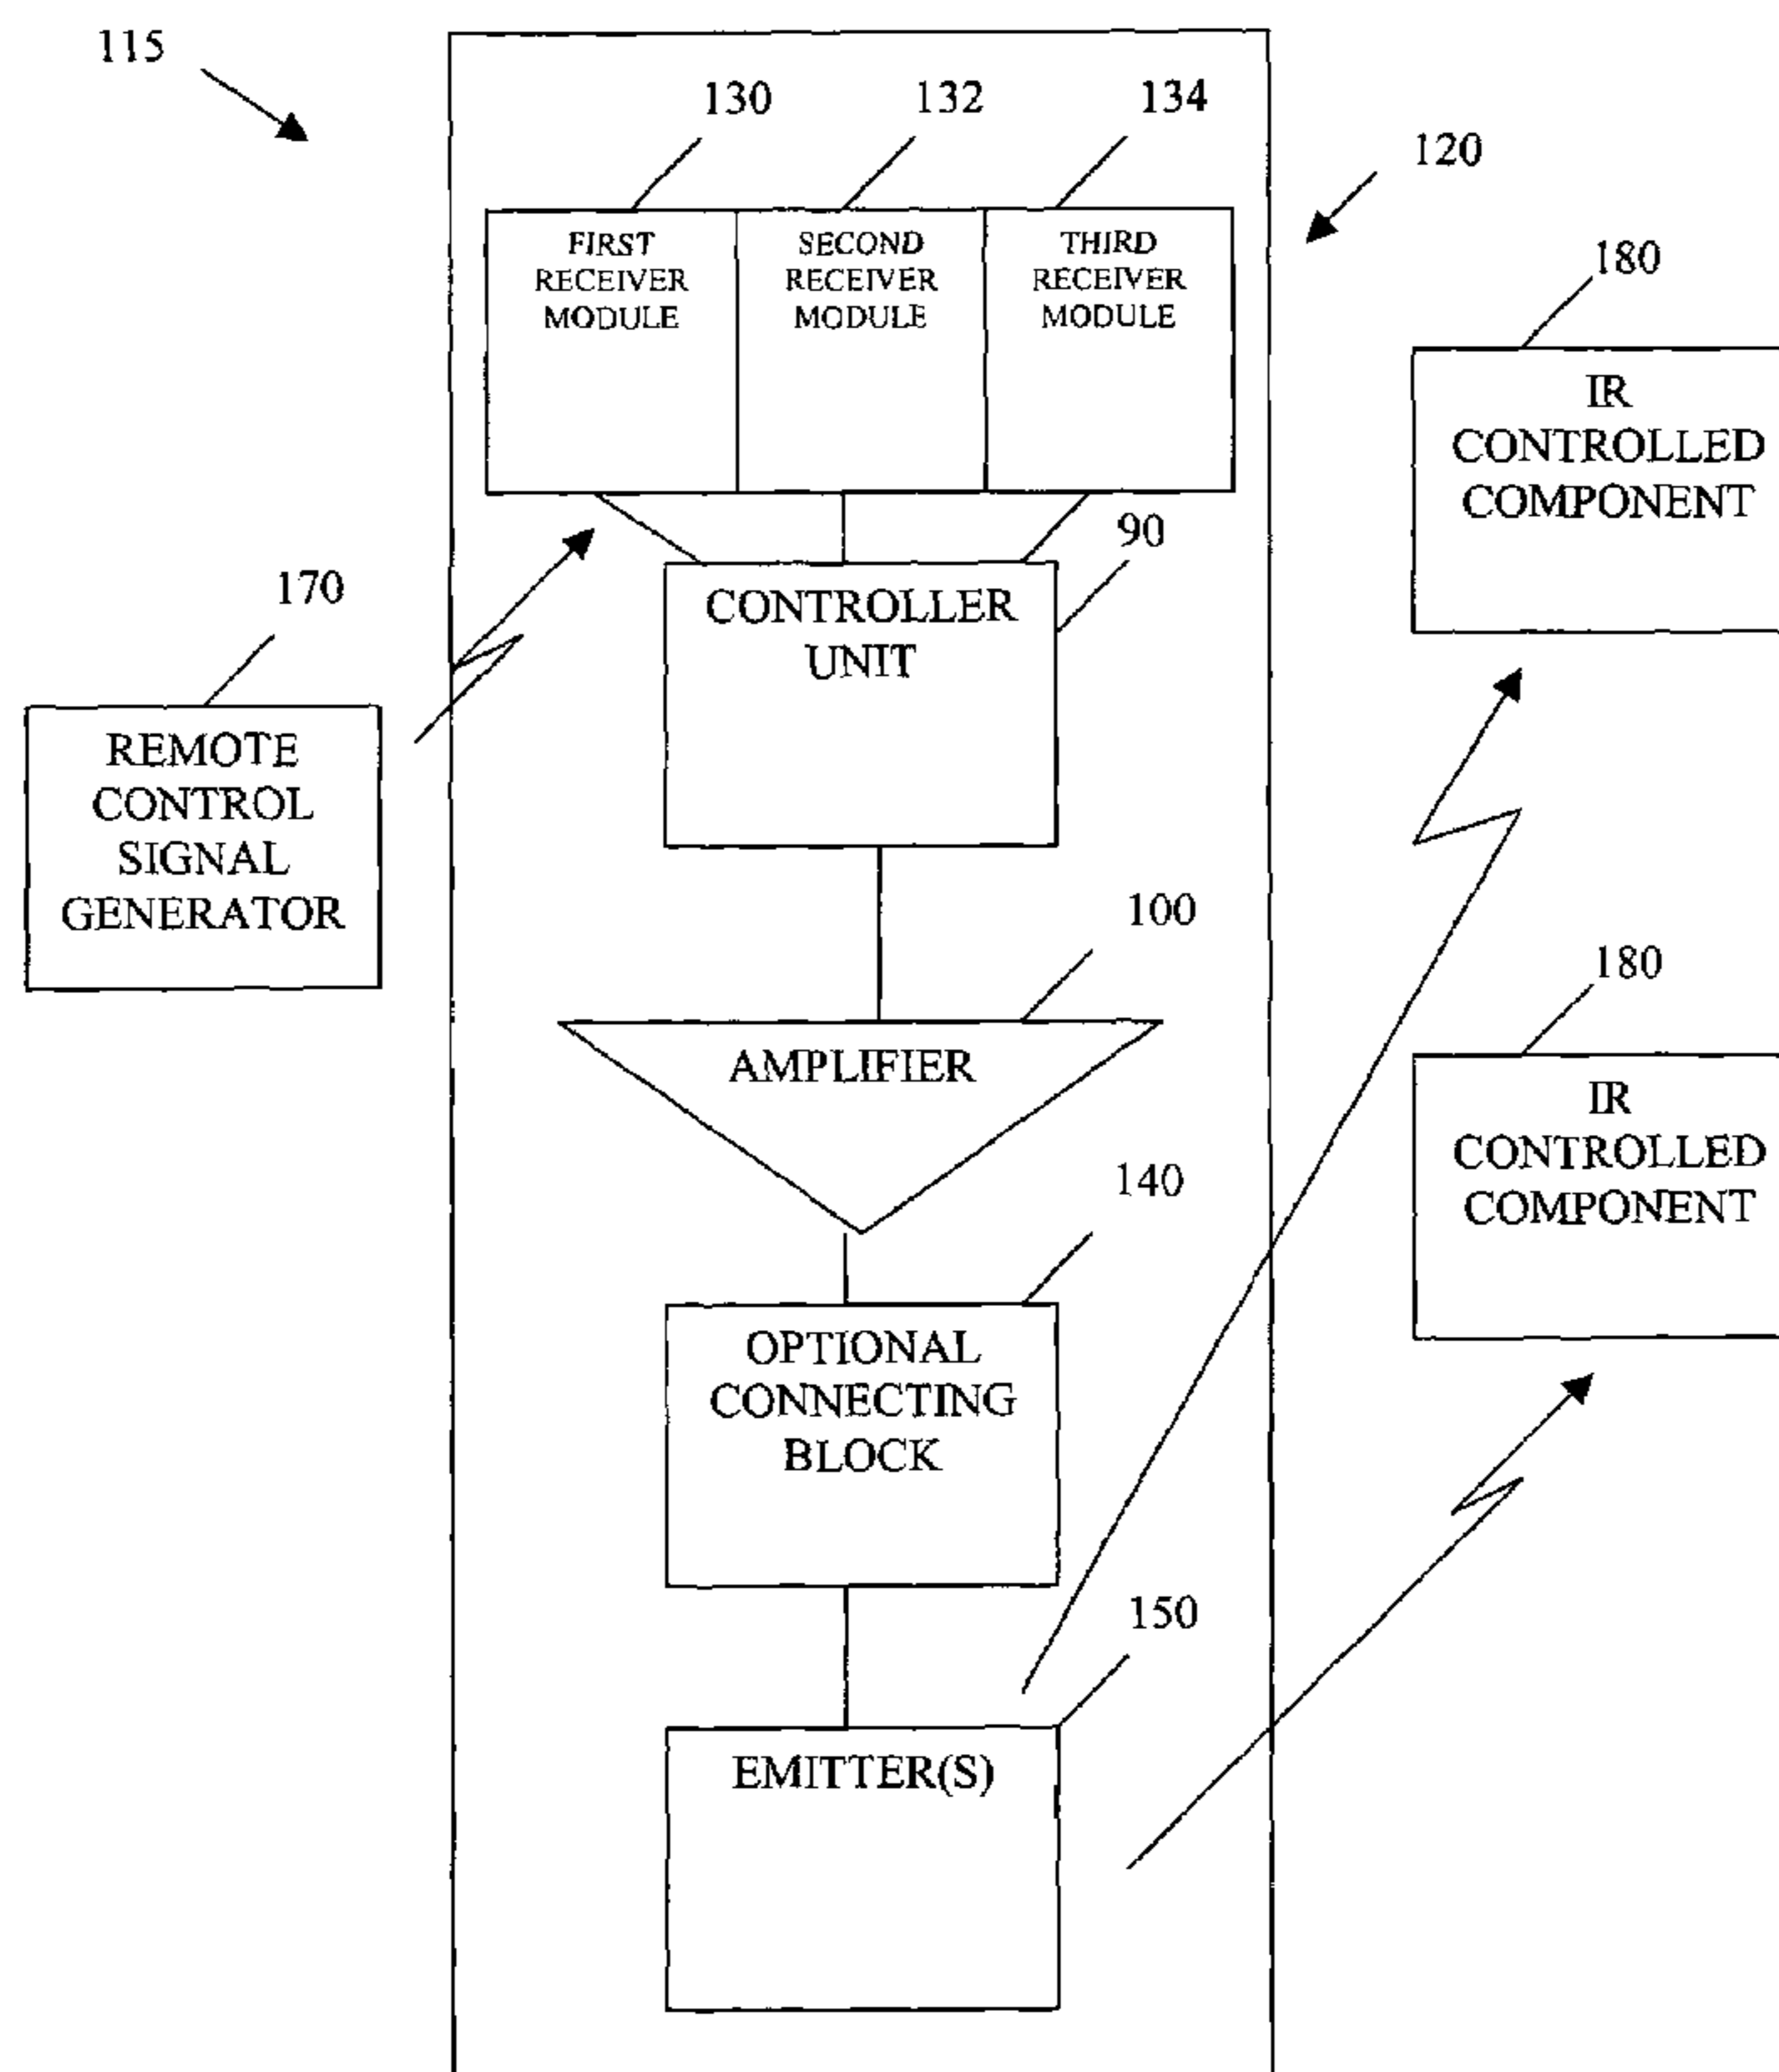 115
130
132
134
120
FIRST
RECEIVER
MODULE
SECOND
RECEIVER
MODULE
THIRD
RECEIVER
MODULE
180
IR
CONTROLLED
COMPONENT
90
CONTROLLER
UNIT
170
REMOTE
CONTROL
SIGNAL
GENERATOR
100
AMPLIFIER
180
IR
CONTROLLED
COMPONENT
140
OPTIONAL
CONNECTING
BLOCK
150
EMITTER(S)